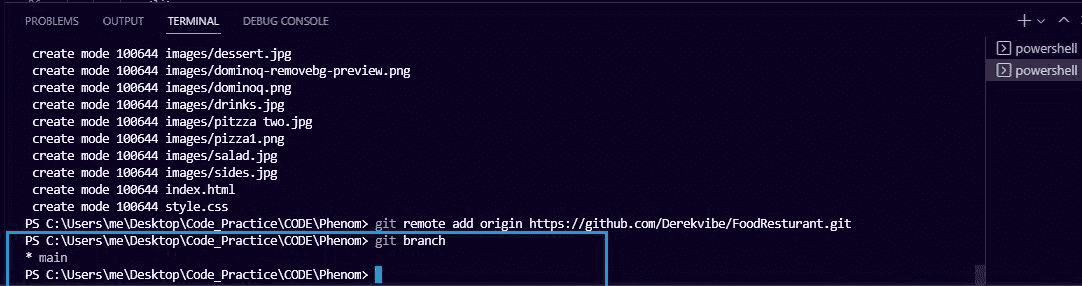 PROBLEMS OUTPUT TERMINAL DEBUG CONSOLE
create mode 100644 images/dessert.jpg
create mode 100644 images/dominoq-removebg-preview.png
create mode 100644 images/dominoq.png
create mode 100644 images/drinks.jpg
create mode 100644 images/pitzza two.jpg
create mode 100644 images/pizza1.png
create mode 100644 images/salad.jpg
create mode 100644 images/sides.jpg
create mode 100644 index.html
create mode 100644 style.css
PS C:\Users\me\Desktop\Code_Practice\CODE\Phenom> git remote add origin https://github.com/Derekvibe/FoodResturant.git
PS C:\Users\me\Desktop\Code_Practice\CODE\Phenom> git branch
* main
PS C:\Users\me\Desktop\Code_Practice\CODE\Phenom>
powershell
powershell